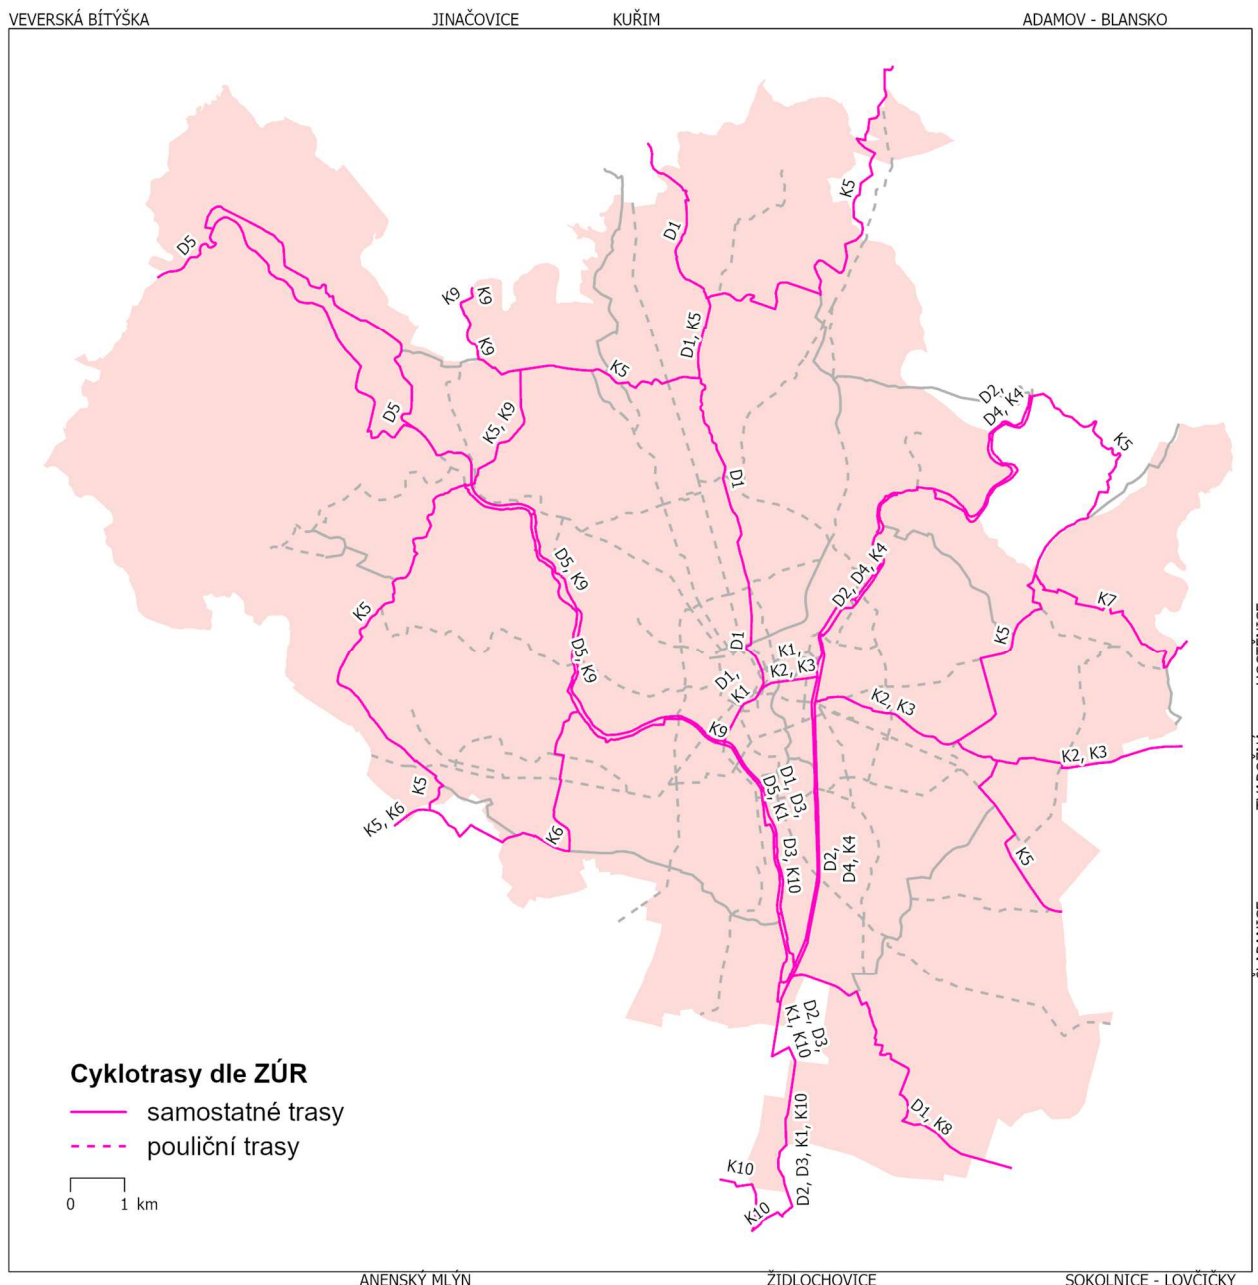 VEVERSKÁ BÍTÝŠKA
JINAČOVICE
KUŘIM
ADAMOV - BLANSKO
K5
D1
D5
K9
K9
K9
D1, K5
K5
D2,
D4, K4
D5
K5, K9
K5
D1
D5, K9
D2, D4, K4
K7
K5
K5
D1
K1,
K2, K3
D5, K9
D1,
K1
K2, K3
K9
K2, K3
K5
D1, D3,
D5, K1
K5, K6
K6
D3, K10
D2,
D4, K4
K5
D2, D3,
K1, K10
Cyklotrasy dle ZÚR
samostatné trasy
pouliční trasy
0 1 km
D1, K8
D2, D3, K1, K10
K10
K10
ANENSKÝ MLÝN
ŽIDLOCHOVICE
SOKOLNICE - LOVČIČKY